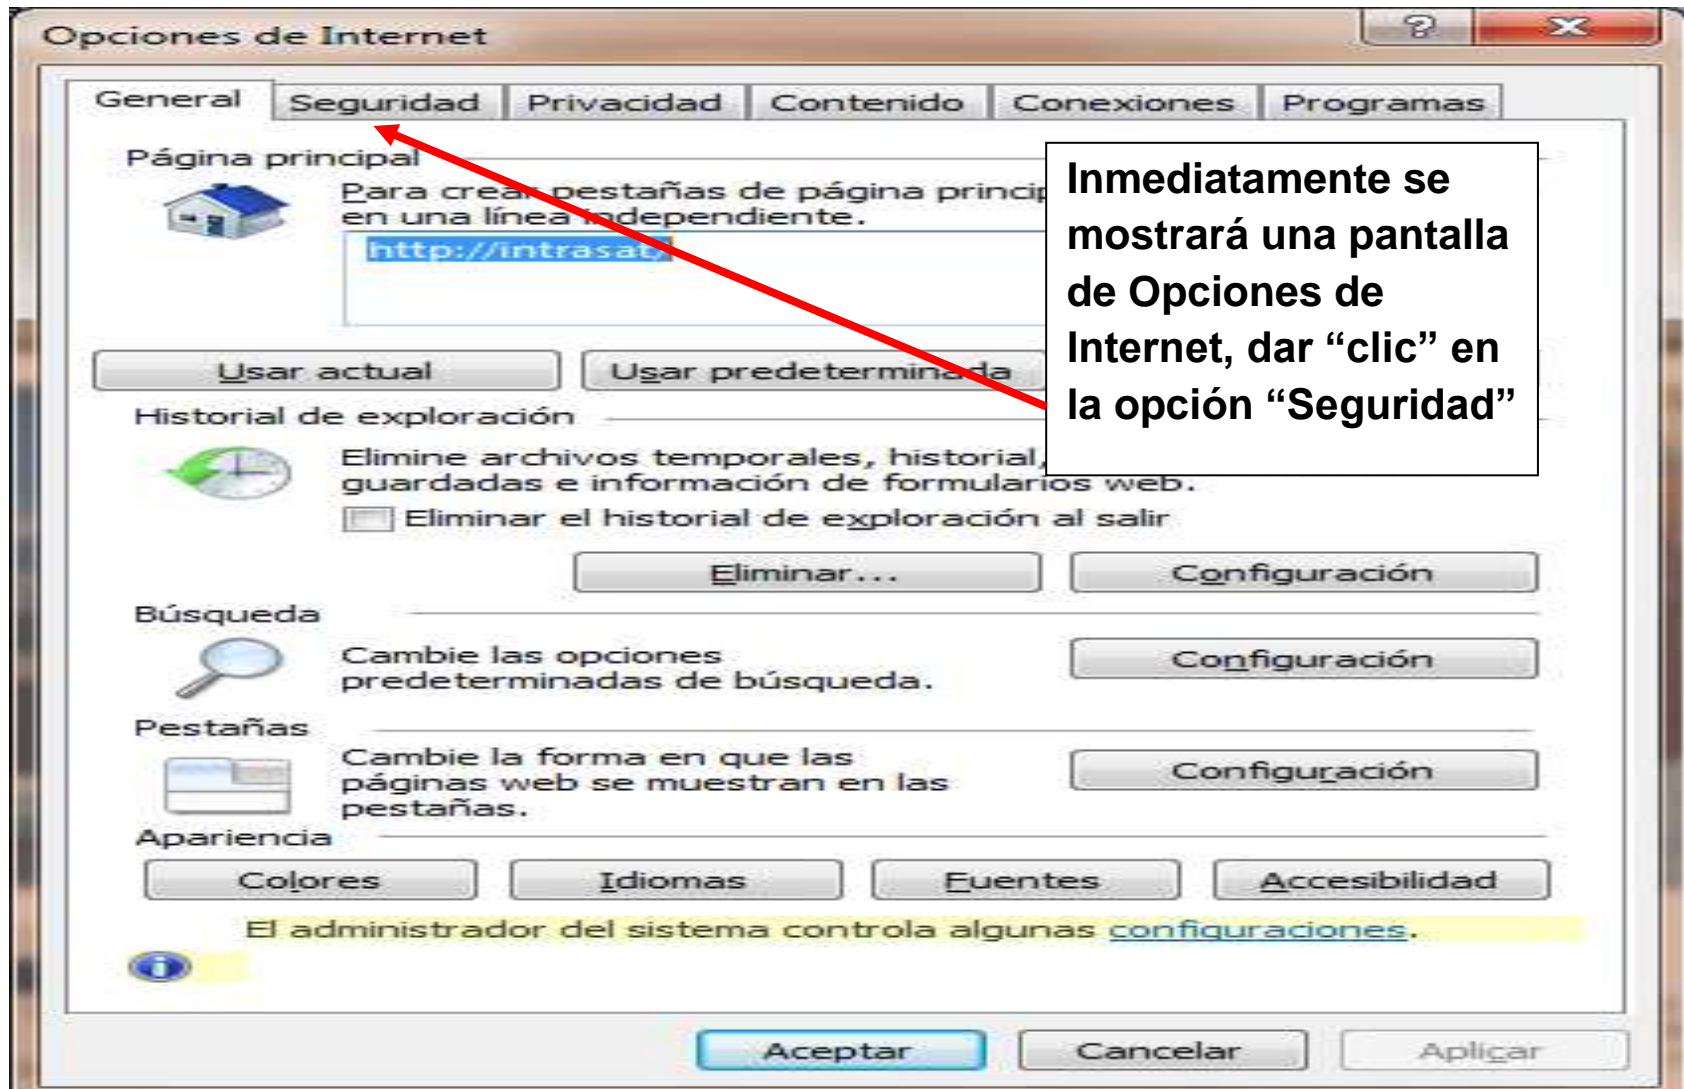 Opciones de Internet
General Seguridad Privacidad Contenido Conexiones Programas
Página principal
Para crear pestañas de página
en una línea independiente.
http://intrasat/
Inmediatamente se
mostrará una pantalla
de Opciones de
Internet, dar “clic” en
la opción “Seguridad”
Usar actual Usar predeterminada
Historial de exploración
Elimine archivos temporales, historial,
guardadas e información de formularios web.
Eliminar el historial de exploración al salir
Eliminar... Configuración
Búsqueda
Cambie las opciones
predeterminadas de búsqueda.
Configuración
Pestañas
Cambie la forma en que las
páginas web se muestran en las
pestañas.
Configuración
Apariencia
Colores Idiomas Fuentes Accesibilidad
El administrador del sistema controla algunas configuraciones.
Aceptar Cancelar Aplicar